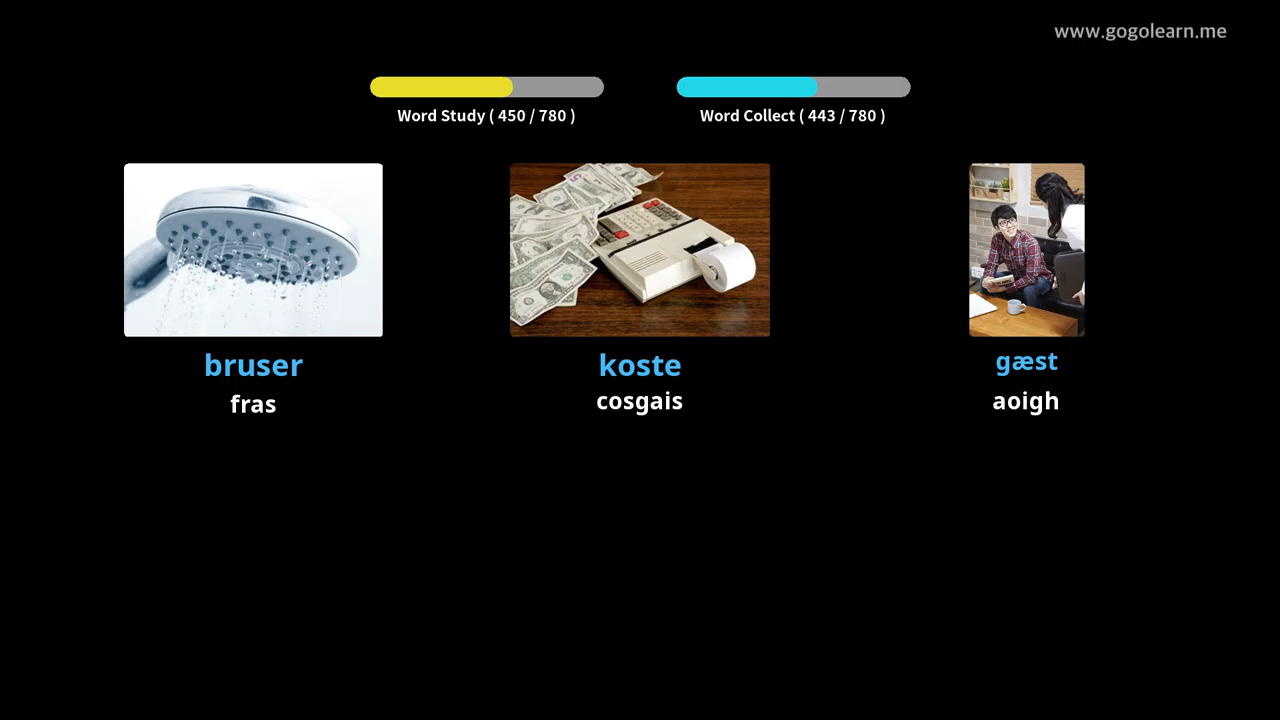 www.gogolearn.me
Word Study ( 450 / 780 )
Word Collect ( 443 / 780 )
bruser
fras
koste
cosgais
gæst
aoigh